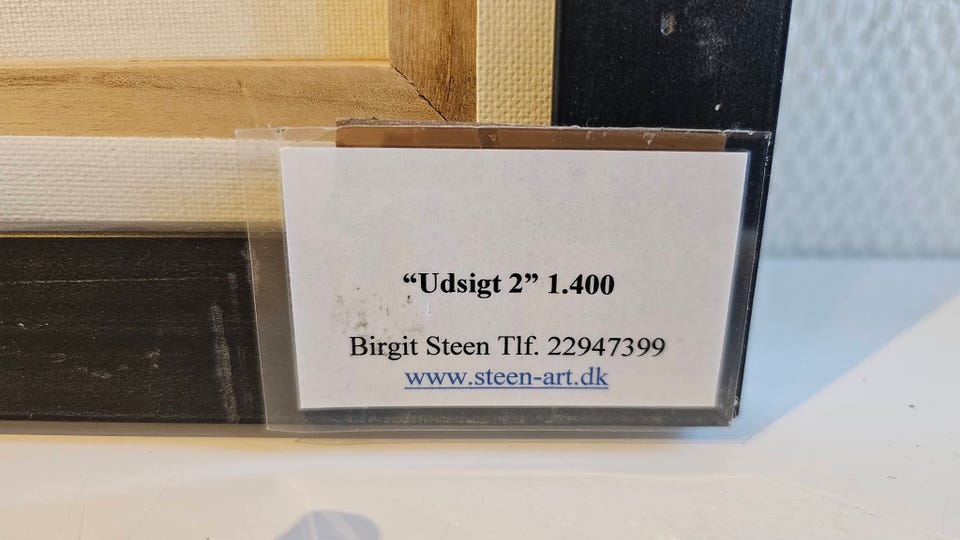 “Udsigt 2” 1.400
Birgit Steen Tlf. 22947399
www.steen-art.dk